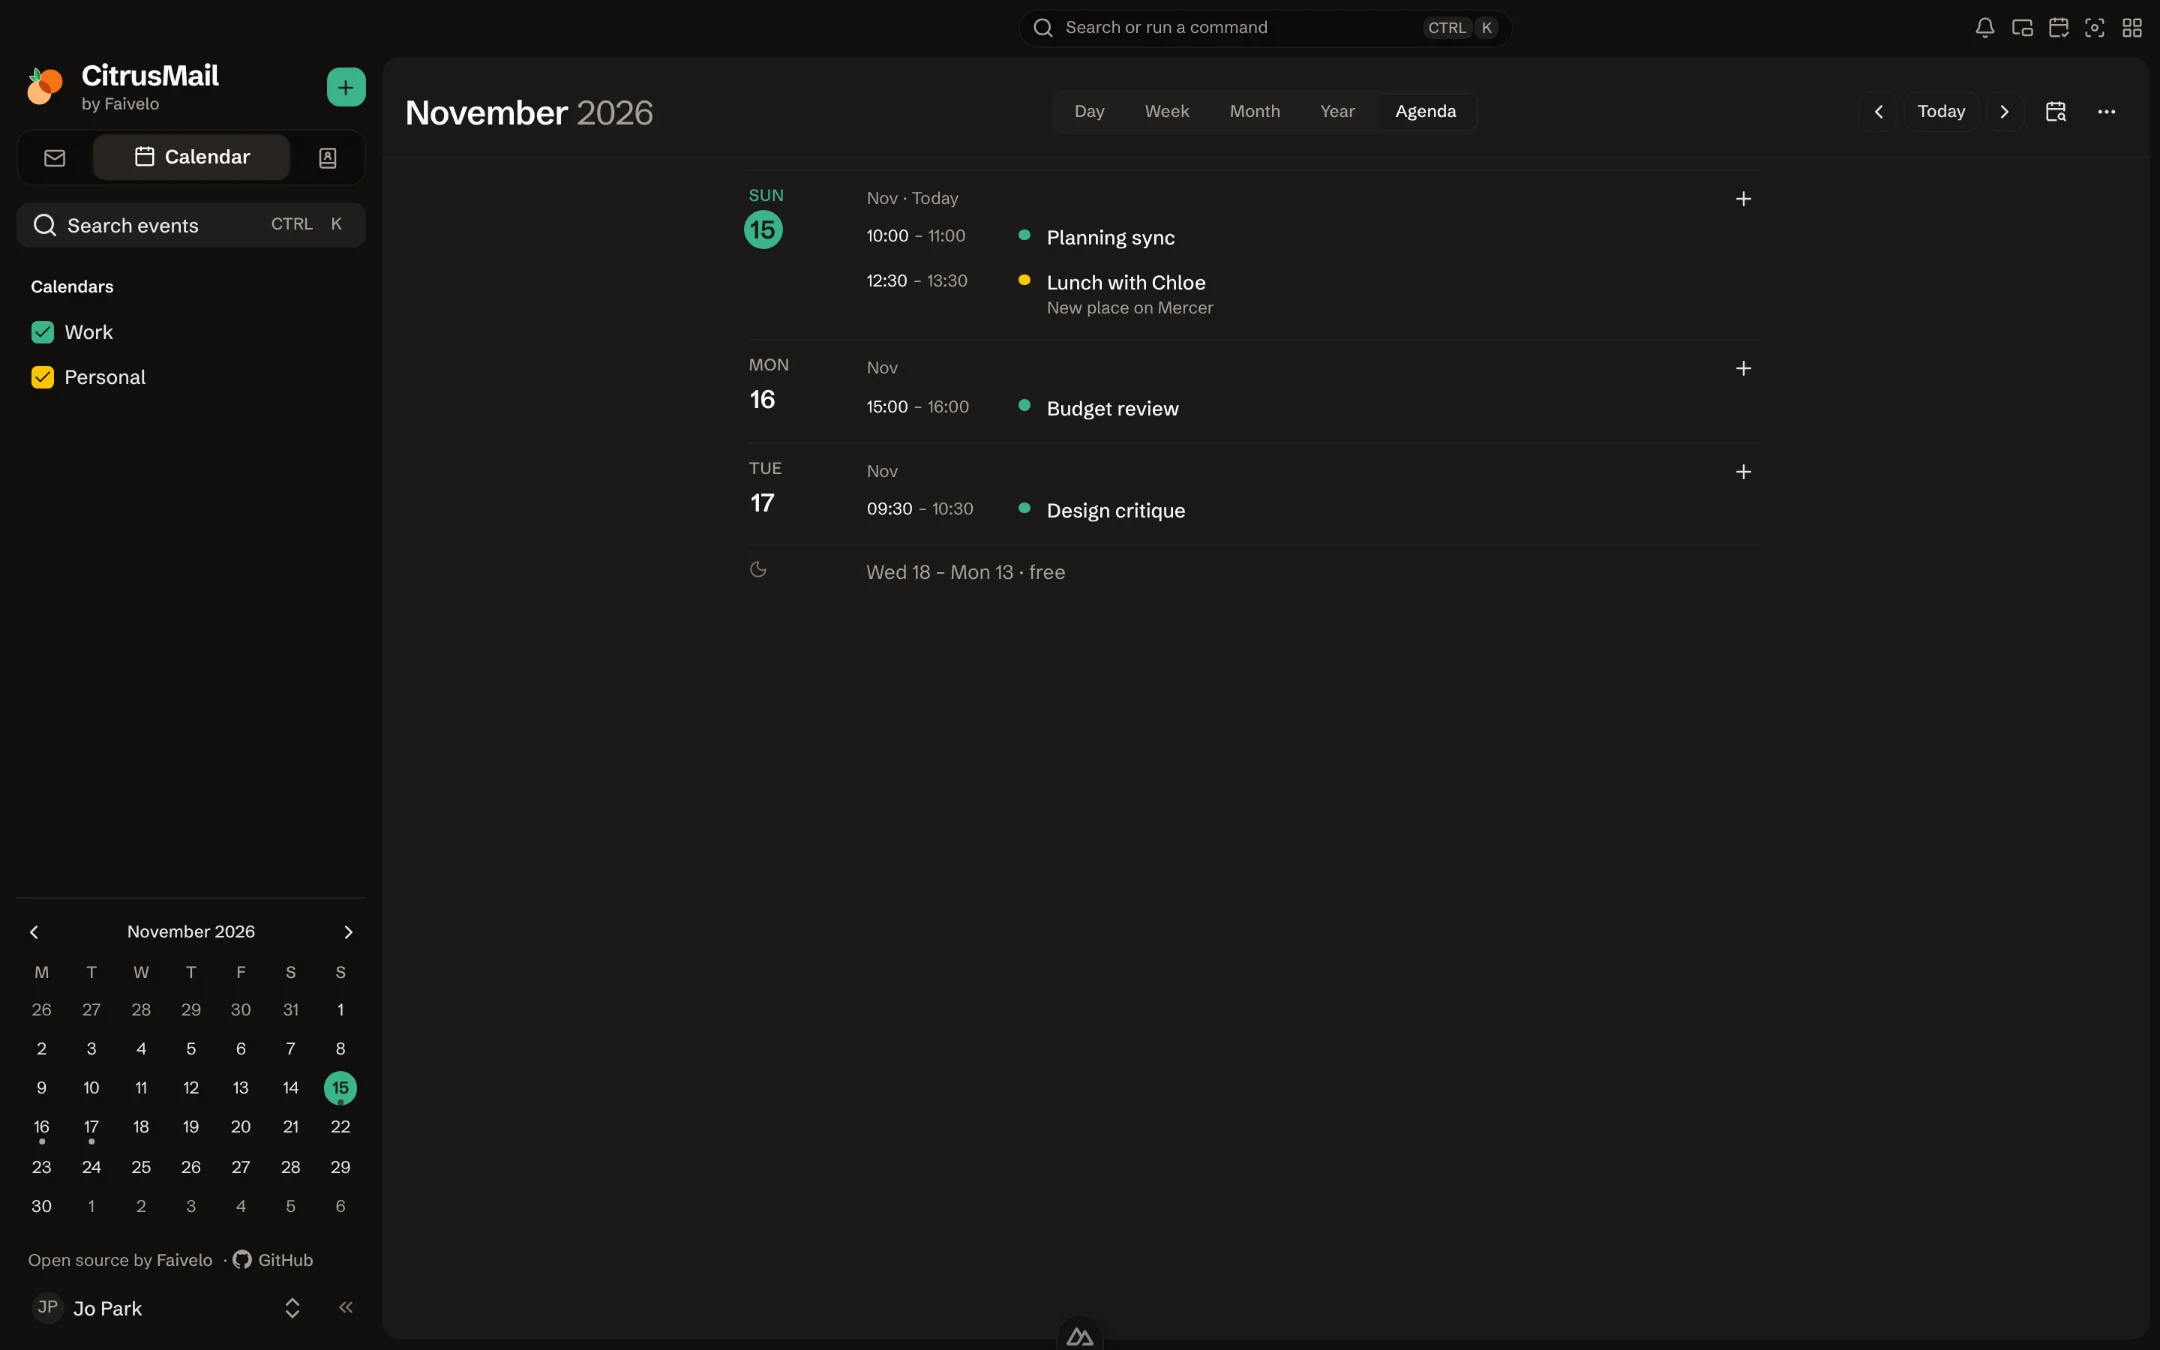 Search or run a command CTRL K
CitrusMail
by Faivelo
Calendar
Search events CTRL K
Calendars
Work
Personal
November 2026
M T W T F S S
26 27 28 29 30 31 1
2 3 4 5 6 7 8
9 10 11 12 13 14 15
16 17 18 19 20 21 22
23 24 25 26 27 28 29
30 1 2 3 4 5 6
Open source by Faivelo · GitHub
JP Jo Park
November 2026
Day Week Month Year Agenda
Today
SUN
15
Nov · Today
10:00 – 11:00 Planning sync
12:30 – 13:30 Lunch with Chloe
New place on Mercer
MON
16
Nov
15:00 – 16:00 Budget review
TUE
17
Nov
09:30 – 10:30 Design critique
Wed 18 – Mon 13 · free